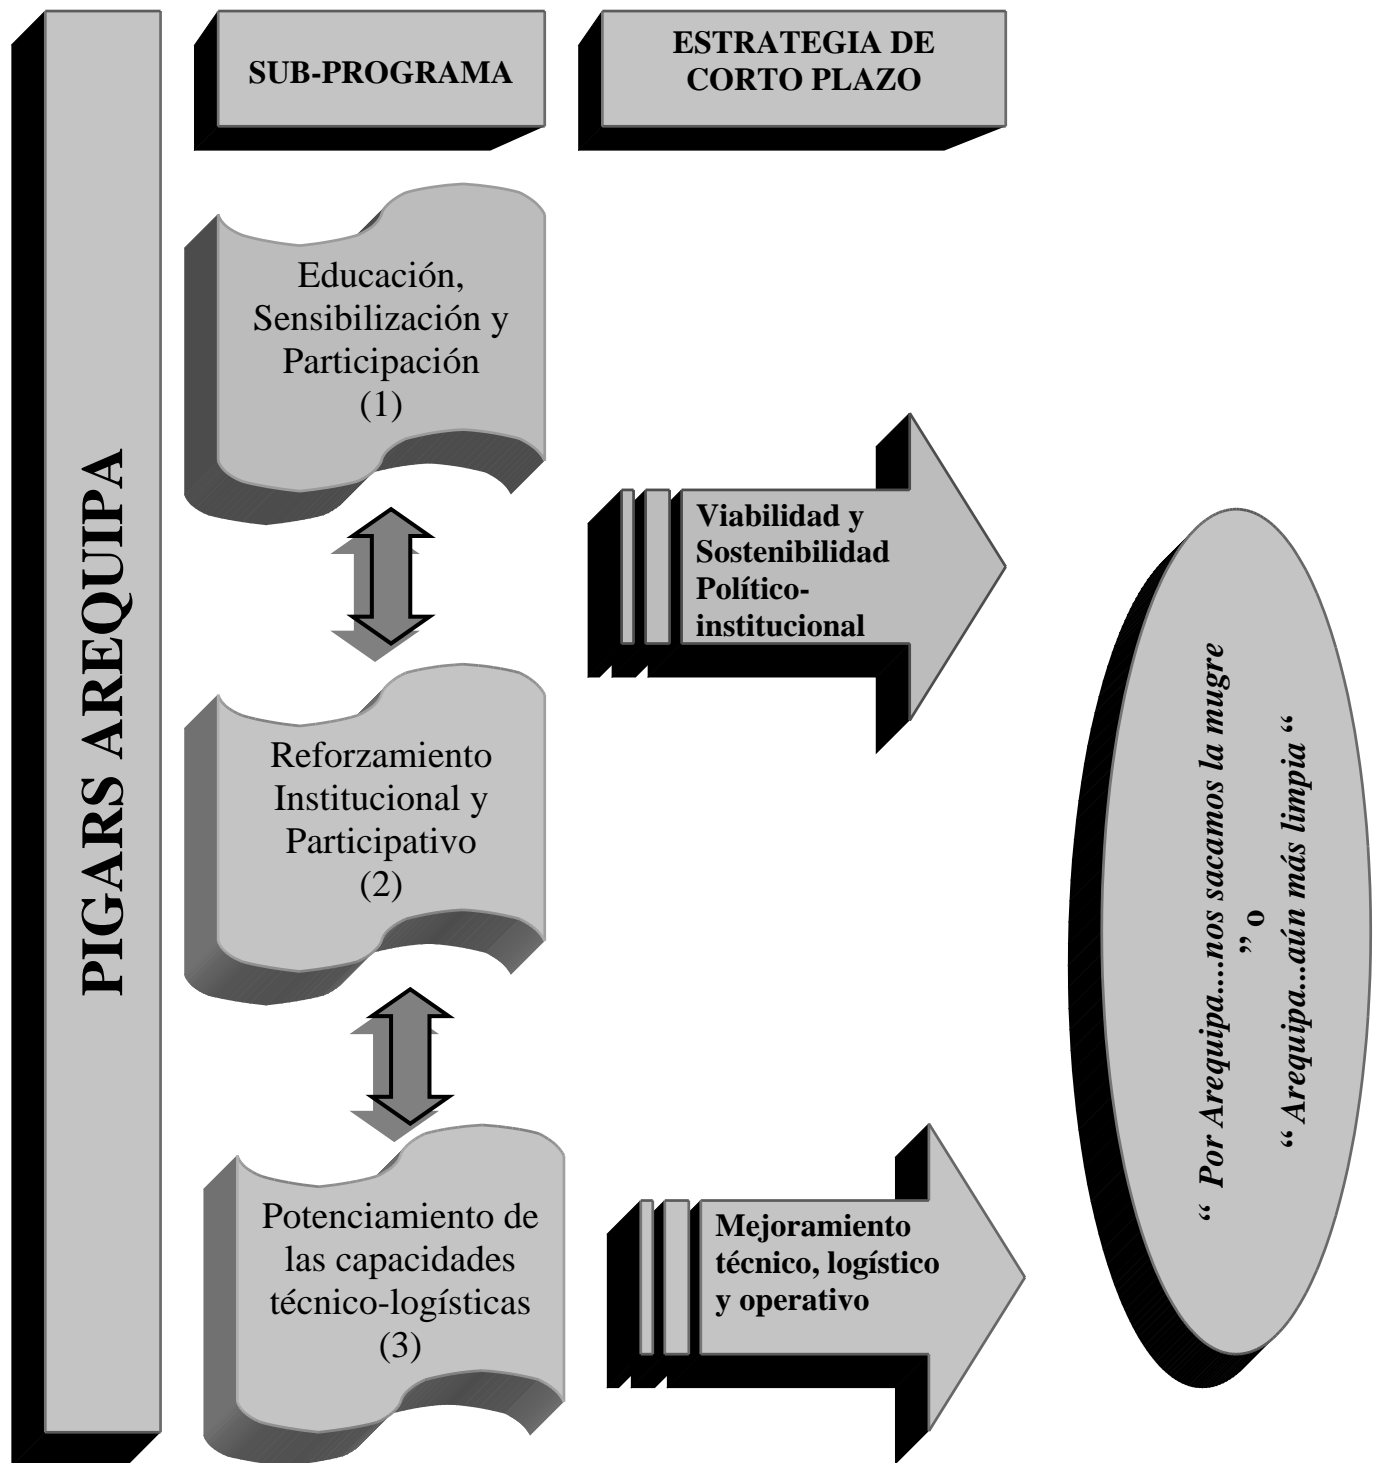 PIGARS AREQUIPA
SUB-PROGRAMA
ESTRATEGIA DE
CORTO PLAZO
Educación,
Sensibilización y
Participación
(1)
Viabilidad y
Sostenibilidad
Político-
institucional
Reforzamiento
Institucional y
Participativo
(2)
Potenciamiento de
las capacidades
técnico-logísticas
(3)
Mejoramiento
técnico, logístico
y operativo
“ Por Arequipa....nos sacamos la mugre
” o
“ Arequipa...aún más limpia “